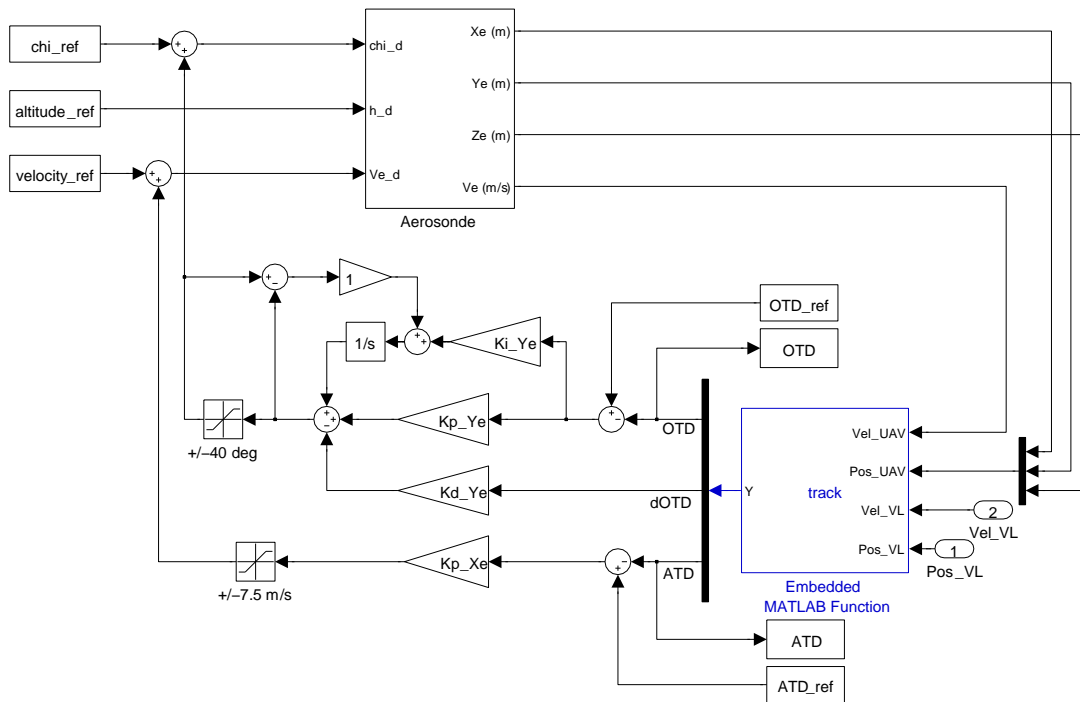 Xe (m)
chi_ref
+
+
chi_d
Ye (m)
altitude_ref
h_d
Ze (m)
velocity_ref
+
+
Ve_d
Ve (m/s)
Aerosonde
+
−
1
OTD_ref
OTD
1/s
+
+
Ki_Ye
+
+
−
Kp_Ye
+
−
OTD
+/−40 deg
Kd_Ye
dOTD
Y
track
Vel_UAV
Pos_UAV
Vel_VL
Pos_VL
2
Vel_VL
1
Pos_VL
+/−7.5 m/s
Kp_Xe
−
+
ATD
Embedded
MATLAB Function
ATD
ATD_ref